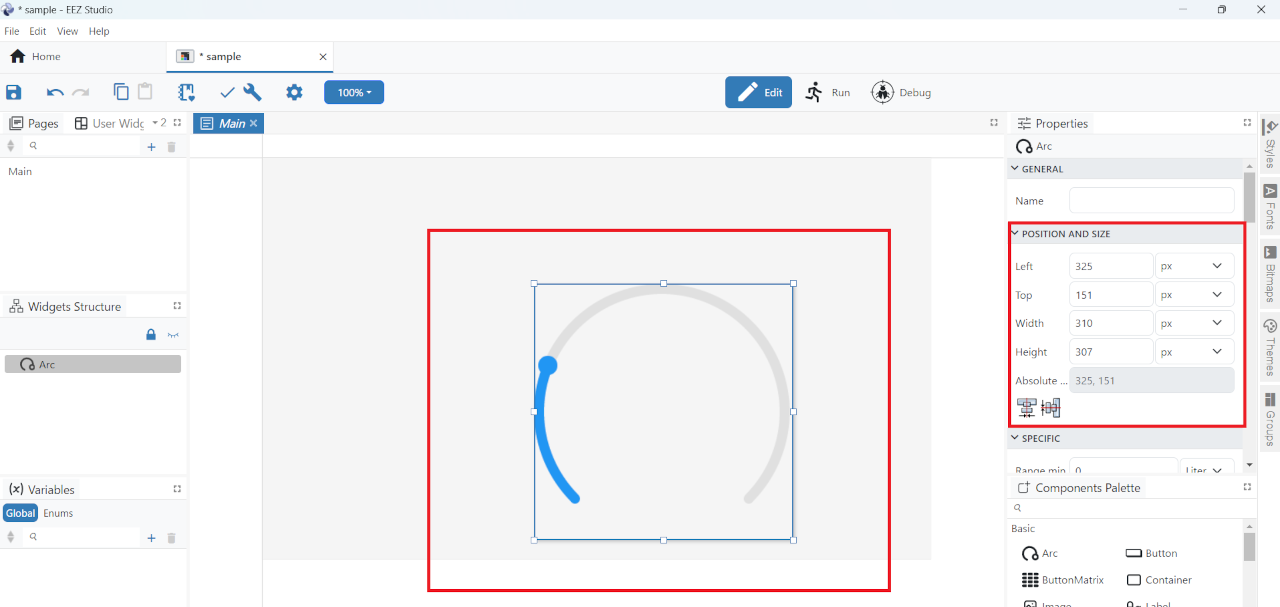 * sample - EEZ Studio
File Edit View Help
Home
* sample
100%
Edit
Run
Debug
Pages
User Widg
2
Main
Properties
Arc
Main
GENERAL
Name
POSITION AND SIZE
Left 325 px
Top 151 px
Width 310 px
Height 307 px
Absolute ... 325, 151
SPECIFIC
Range min 0 Liter
Widgets Structure
Arc
(x) Variables
Global Enums
Components Palette
Basic
Arc Button
ButtonMatrix Container
Image Label
Styles
A Fonts
Bitmaps
Themes
Groups